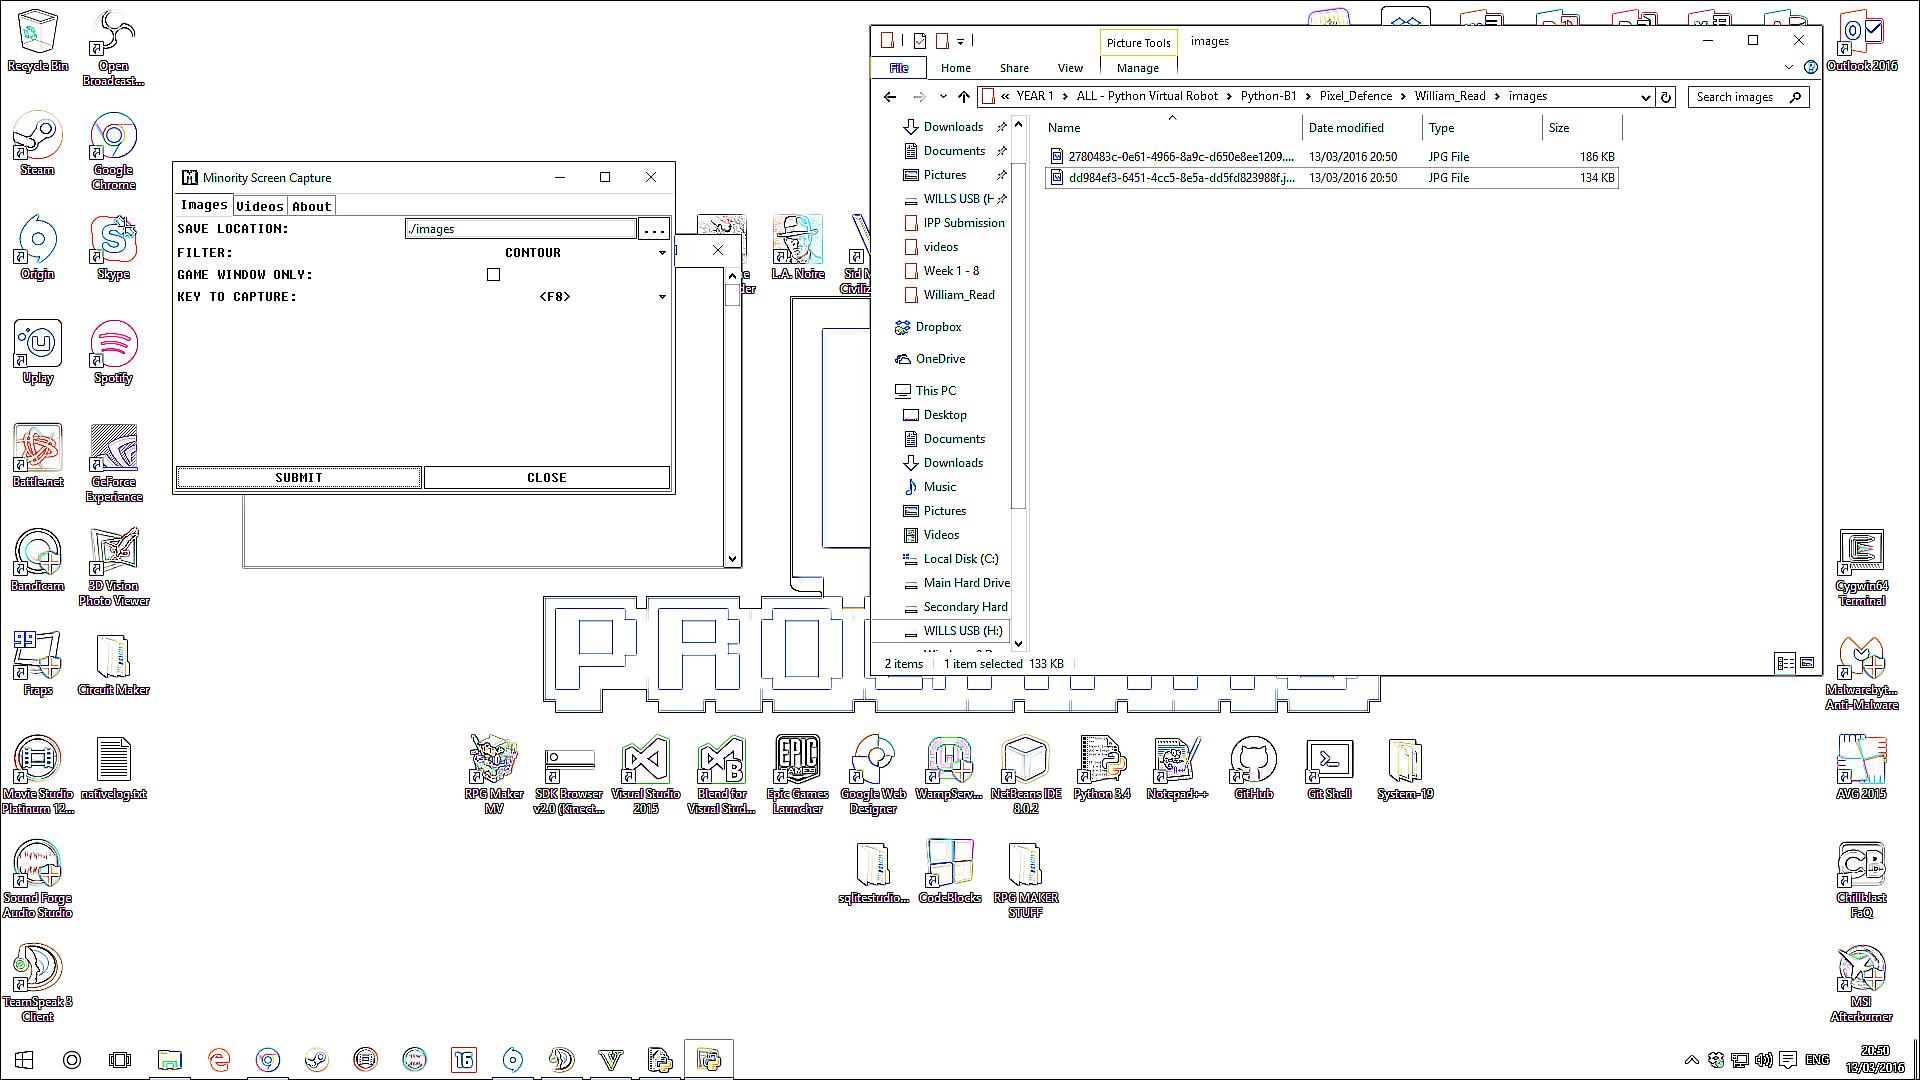 Recycle Bin
Open
Broadcast...
Steam
Google
Chrome
Origin
Skype
Uplay
Spotify
Battle.net
GeForce
Experience
Bandicam
3D Vision
Photo Viewer
Fraps
Circuit Maker
Movie Studio
Platinum 12...
nativelog.txt
Sound Forge
Audio Studio
TeamSpeak 3
Client
Minority Screen Capture
Images Videos About
SAVE LOCATION: ./images ...
FILTER: CONTOUR
GAME WINDOW ONLY:
KEY TO CAPTURE: <F8>
SUBMIT CLOSE
L.A. Noire
Sid M
Civiliz
Picture Tools images
File Home Share View Manage
« YEAR 1 › ALL - Python Virtual Robot › Python-B1 › Pixel_Defence › William_Read › images
Search images
Downloads
Documents
Pictures
WILLS USB (H
IPP Submission
videos
Week 1 - 8
William_Read
Dropbox
OneDrive
This PC
Desktop
Documents
Downloads
Music
Pictures
Videos
Local Disk (C:)
Main Hard Drive
Secondary Hard
WILLS USB (H:)
Name Date modified Type Size
2780483c-0e61-4966-8a9c-d650e8ee1209.... 13/03/2016 20:50 JPG File 186 KB
dd984ef3-6451-4cc5-8e5a-dd5fd823988f.j... 13/03/2016 20:50 JPG File 134 KB
2 items 1 item selected 133 KB
PRO
RPG Maker
MV
SDK Browser
v2.0 (Kinect...
Visual Studio
2015
Blend for
Visual Stud...
EPIC
GAMES
Epic Games
Launcher
Google Web
Designer
WampServ...
NetBeans IDE
8.0.2
Python 3.4
Notepad++
GitHub
Git Shell
System-19
sqlitestudio...
CodeBlocks
RPG MAKER
STUFF
Outlook 2016
Cygwin64
Terminal
Malwarebyt...
Anti-Malware
AVG 2015
Chillblast
FaQ
MSI
Afterburner
16
ENG
20:50
13/03/2016